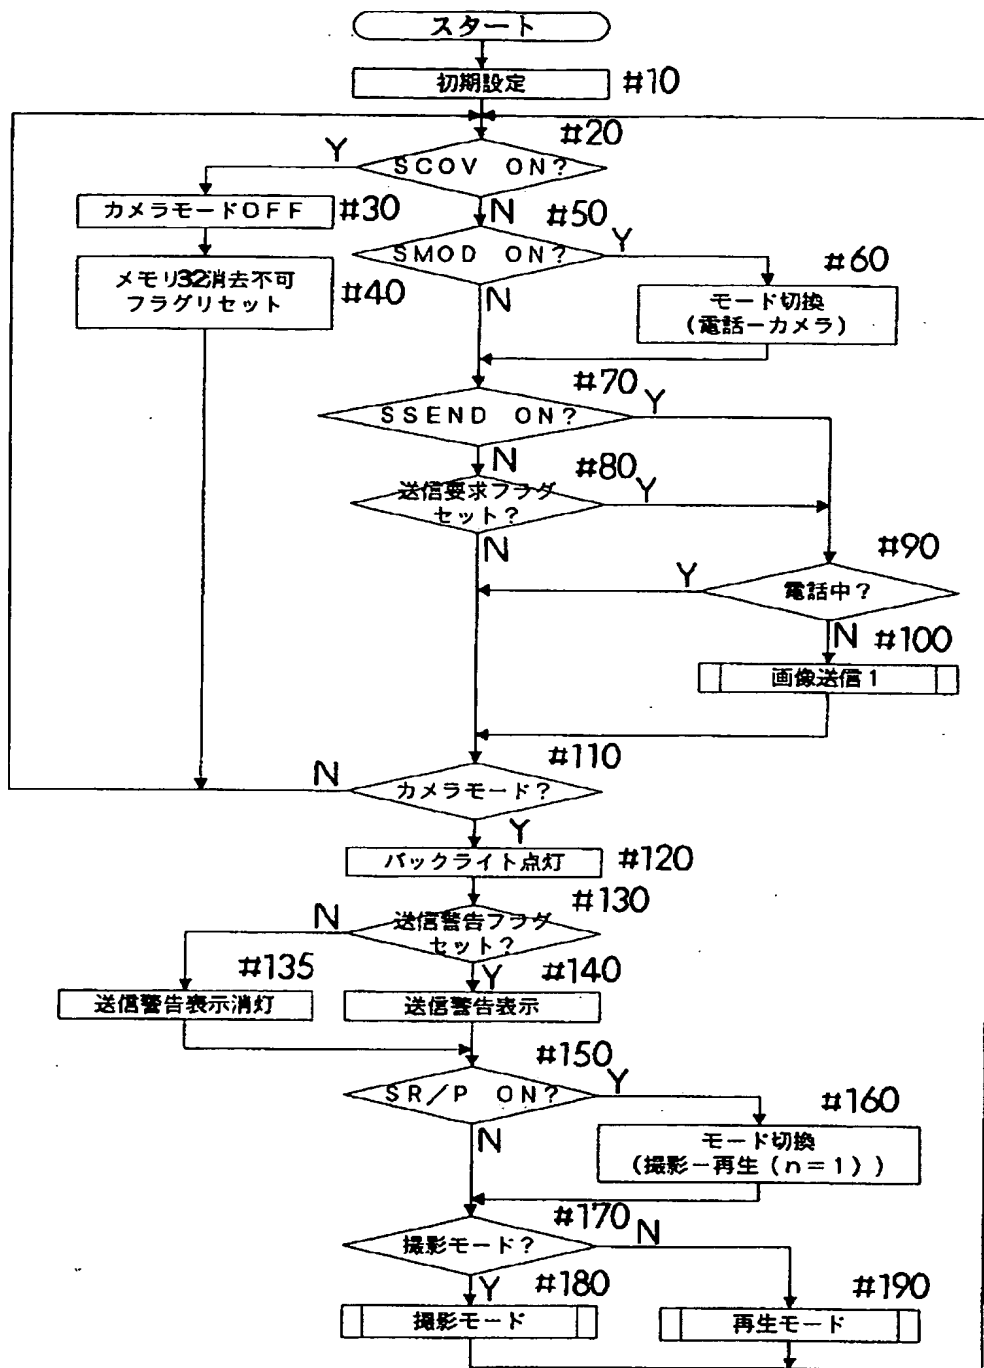 スタート
初期設定
#10
#20
Y
SCOV ON?
N
カメラモードOFF
#30
#50
SMOD ON?
Y
N
メモリ32消去不可
フラグリセット
#40
#60
モード切換
(電話－カメラ)
#70
SSEND ON?
Y
N
#80
送信要求フラグ
セット?
Y
N
#90
電話中?
Y
N
#100
画像送信1
#110
N
カメラモード?
Y
バックライト点灯
#120
#130
N
送信警告フラグ
セット?
Y
#135
#140
送信警告表示消灯
送信警告表示
#150
SR/P ON?
Y
N
#160
モード切換
(撮影－再生(n=1))
#170
撮影モード?
N
Y
#180
撮影モード
#190
再生モード